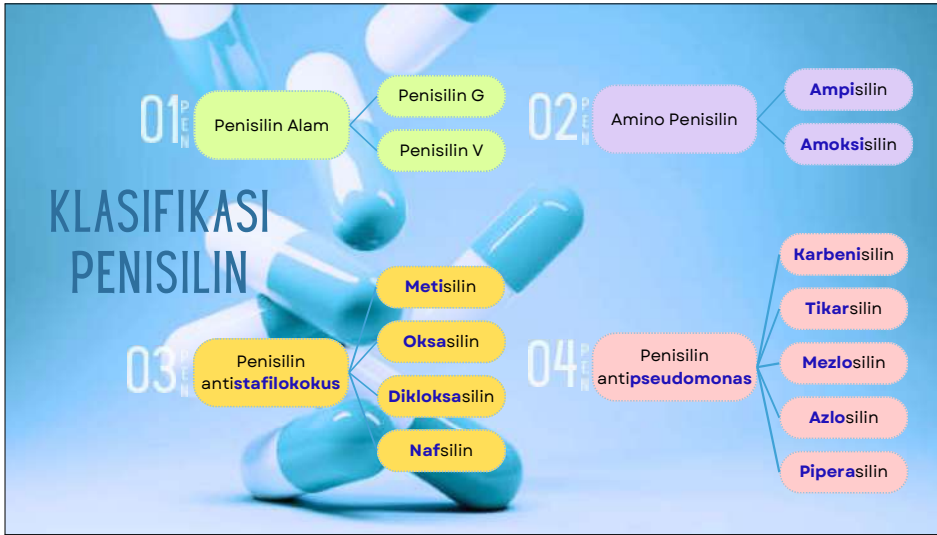 KLASIFIKASI
PENISILIN
01
PEN
Penisilin Alam
Penisilin G
Penisilin V
02
PEN
Amino Penisilin
Ampisilin
Amoksisilin
03
PEN
Penisilin
antistafilokokus
Metisilin
Oksasilin
Dikloksasilin
Nafsilin
04
PEN
Penisilin
antipseudomonas
Karbenisilin
Tikarsilin
Mezlosilin
Azlosilin
Piperasilin